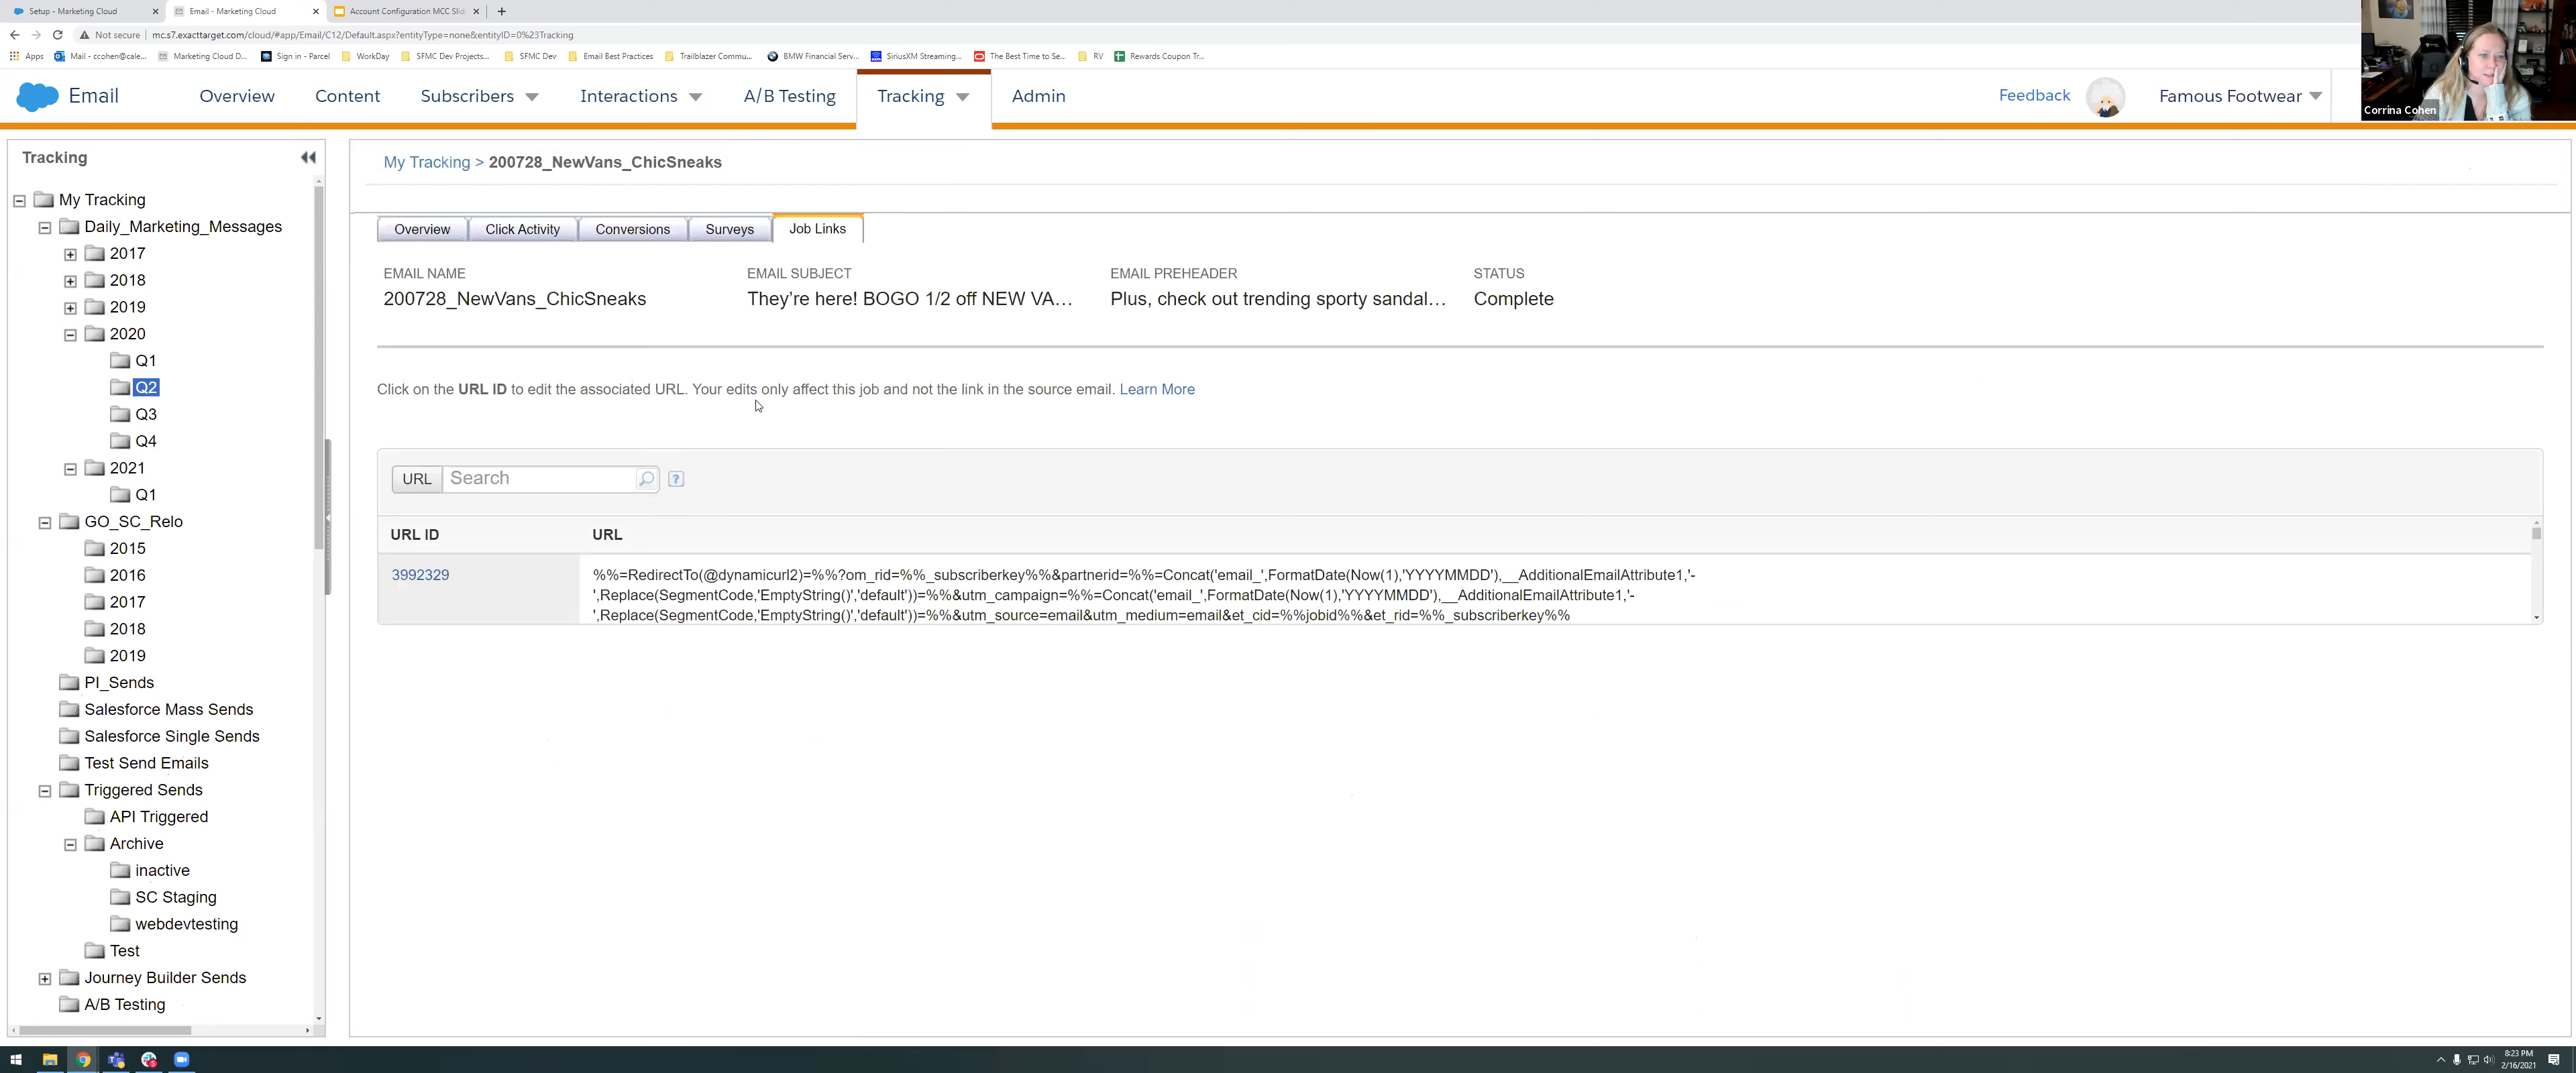 Setup - Marketing Cloud
Email - Marketing Cloud
Account Configuration MCC Slid
Not secure
mc.s7.exacttarget.com/cloud/#app/Email/C12/Default.aspx?entityType=none&entityID=0%23Tracking
Apps
Mail - ccohen@cale...
Marketing Cloud D...
Sign in - Parcel
WorkDay
SFMC Dev Projects...
SFMC Dev
Email Best Practices
Trailblazer Commu...
BMW Financial Serv...
SiriusXM Streaming...
The Best Time to Se...
RV
Rewards Coupon Tr...
Corrina Cohen
Email
Overview
Content
Subscribers
Interactions
A/B Testing
Tracking
Admin
Feedback
Famous Footwear
Tracking
My Tracking
Daily_Marketing_Messages
2017
2018
2019
2020
Q1
Q2
Q3
Q4
2021
Q1
GO_SC_Relo
2015
2016
2017
2018
2019
PI_Sends
Salesforce Mass Sends
Salesforce Single Sends
Test Send Emails
Triggered Sends
API Triggered
Archive
inactive
SC Staging
webdevtesting
Test
Journey Builder Sends
A/B Testing
My Tracking > 200728_NewVans_ChicSneaks
Overview
Click Activity
Conversions
Surveys
Job Links
EMAIL NAME
200728_NewVans_ChicSneaks
EMAIL SUBJECT
They're here! BOGO 1/2 off NEW VA...
EMAIL PREHEADER
Plus, check out trending sporty sandal...
STATUS
Complete
Click on the URL ID to edit the associated URL. Your edits only affect this job and not the link in the source email. Learn More
URL
Search
?
URL ID
URL
3992329
%%=RedirectTo(@dynamicurl2)=%%?om_rid=%%_subscriberkey%%&partnerid=%%=Concat('email_',FormatDate(Now(1),'YYYYMMDD'),__AdditionalEmailAttribute1,'-
',Replace(SegmentCode,'EmptyString()','default'))=%%&utm_campaign=%%=Concat('email_',FormatDate(Now(1),'YYYYMMDD'),__AdditionalEmailAttribute1,'-
',Replace(SegmentCode,'EmptyString()','default'))=%%&utm_source=email&utm_medium=email&et_cid=%%jobid%%&et_rid=%%_subscriberkey%%
8:23 PM
2/16/2021